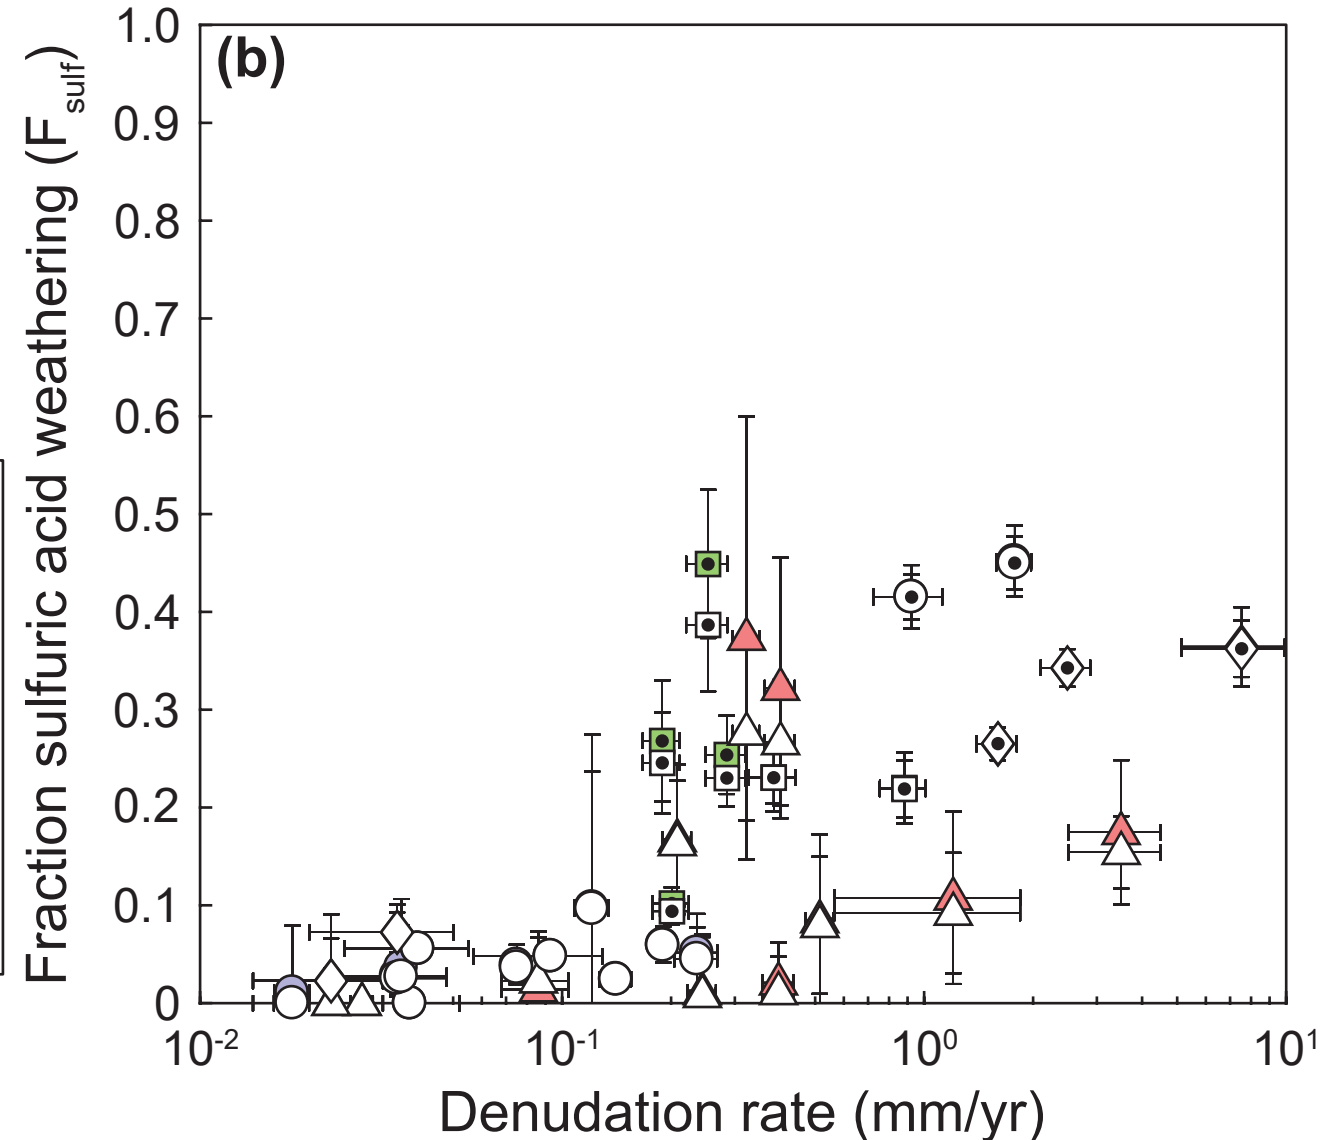 (b)
Fraction sulfuric acid weathering (Fsulf)
1.0
0.9
0.8
0.7
0.6
0.5
0.4
0.3
0.2
0.1
0
10-2 10-1 100 101
Denudation rate (mm/yr)